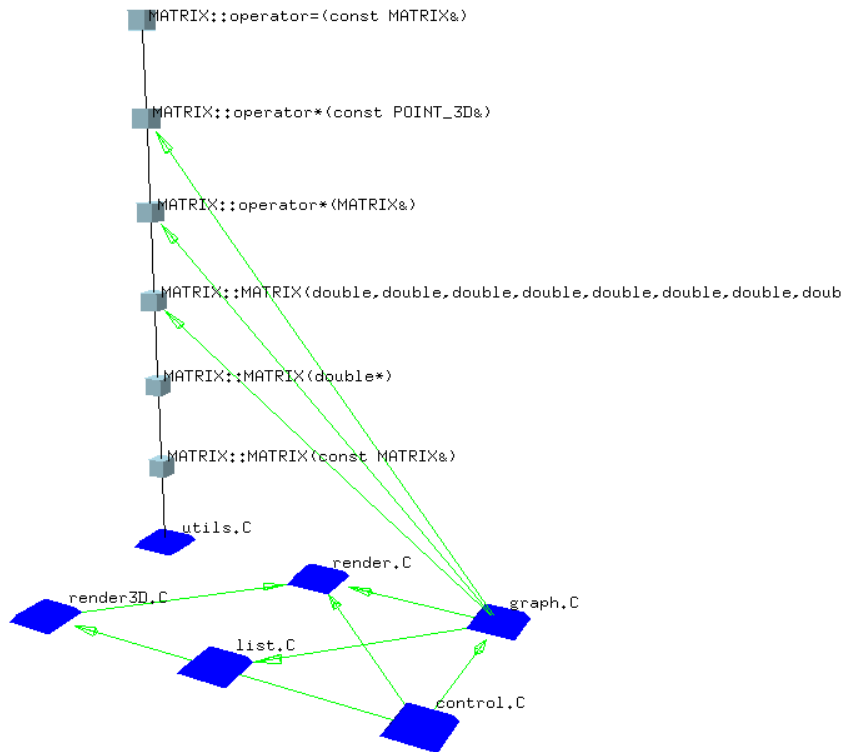 MATRIX::operator=(const MATRIX&)
MATRIX::operator*(const POINT_3D&)
MATRIX::operator*(MATRIX&)
MATRIX::MATRIX(double,double,double,double,double,double,double,doub
MATRIX::MATRIX(double*)
MATRIX::MATRIX(const MATRIX&)
utils.C
render.C
render3D.C
graph.C
list.C
control.C